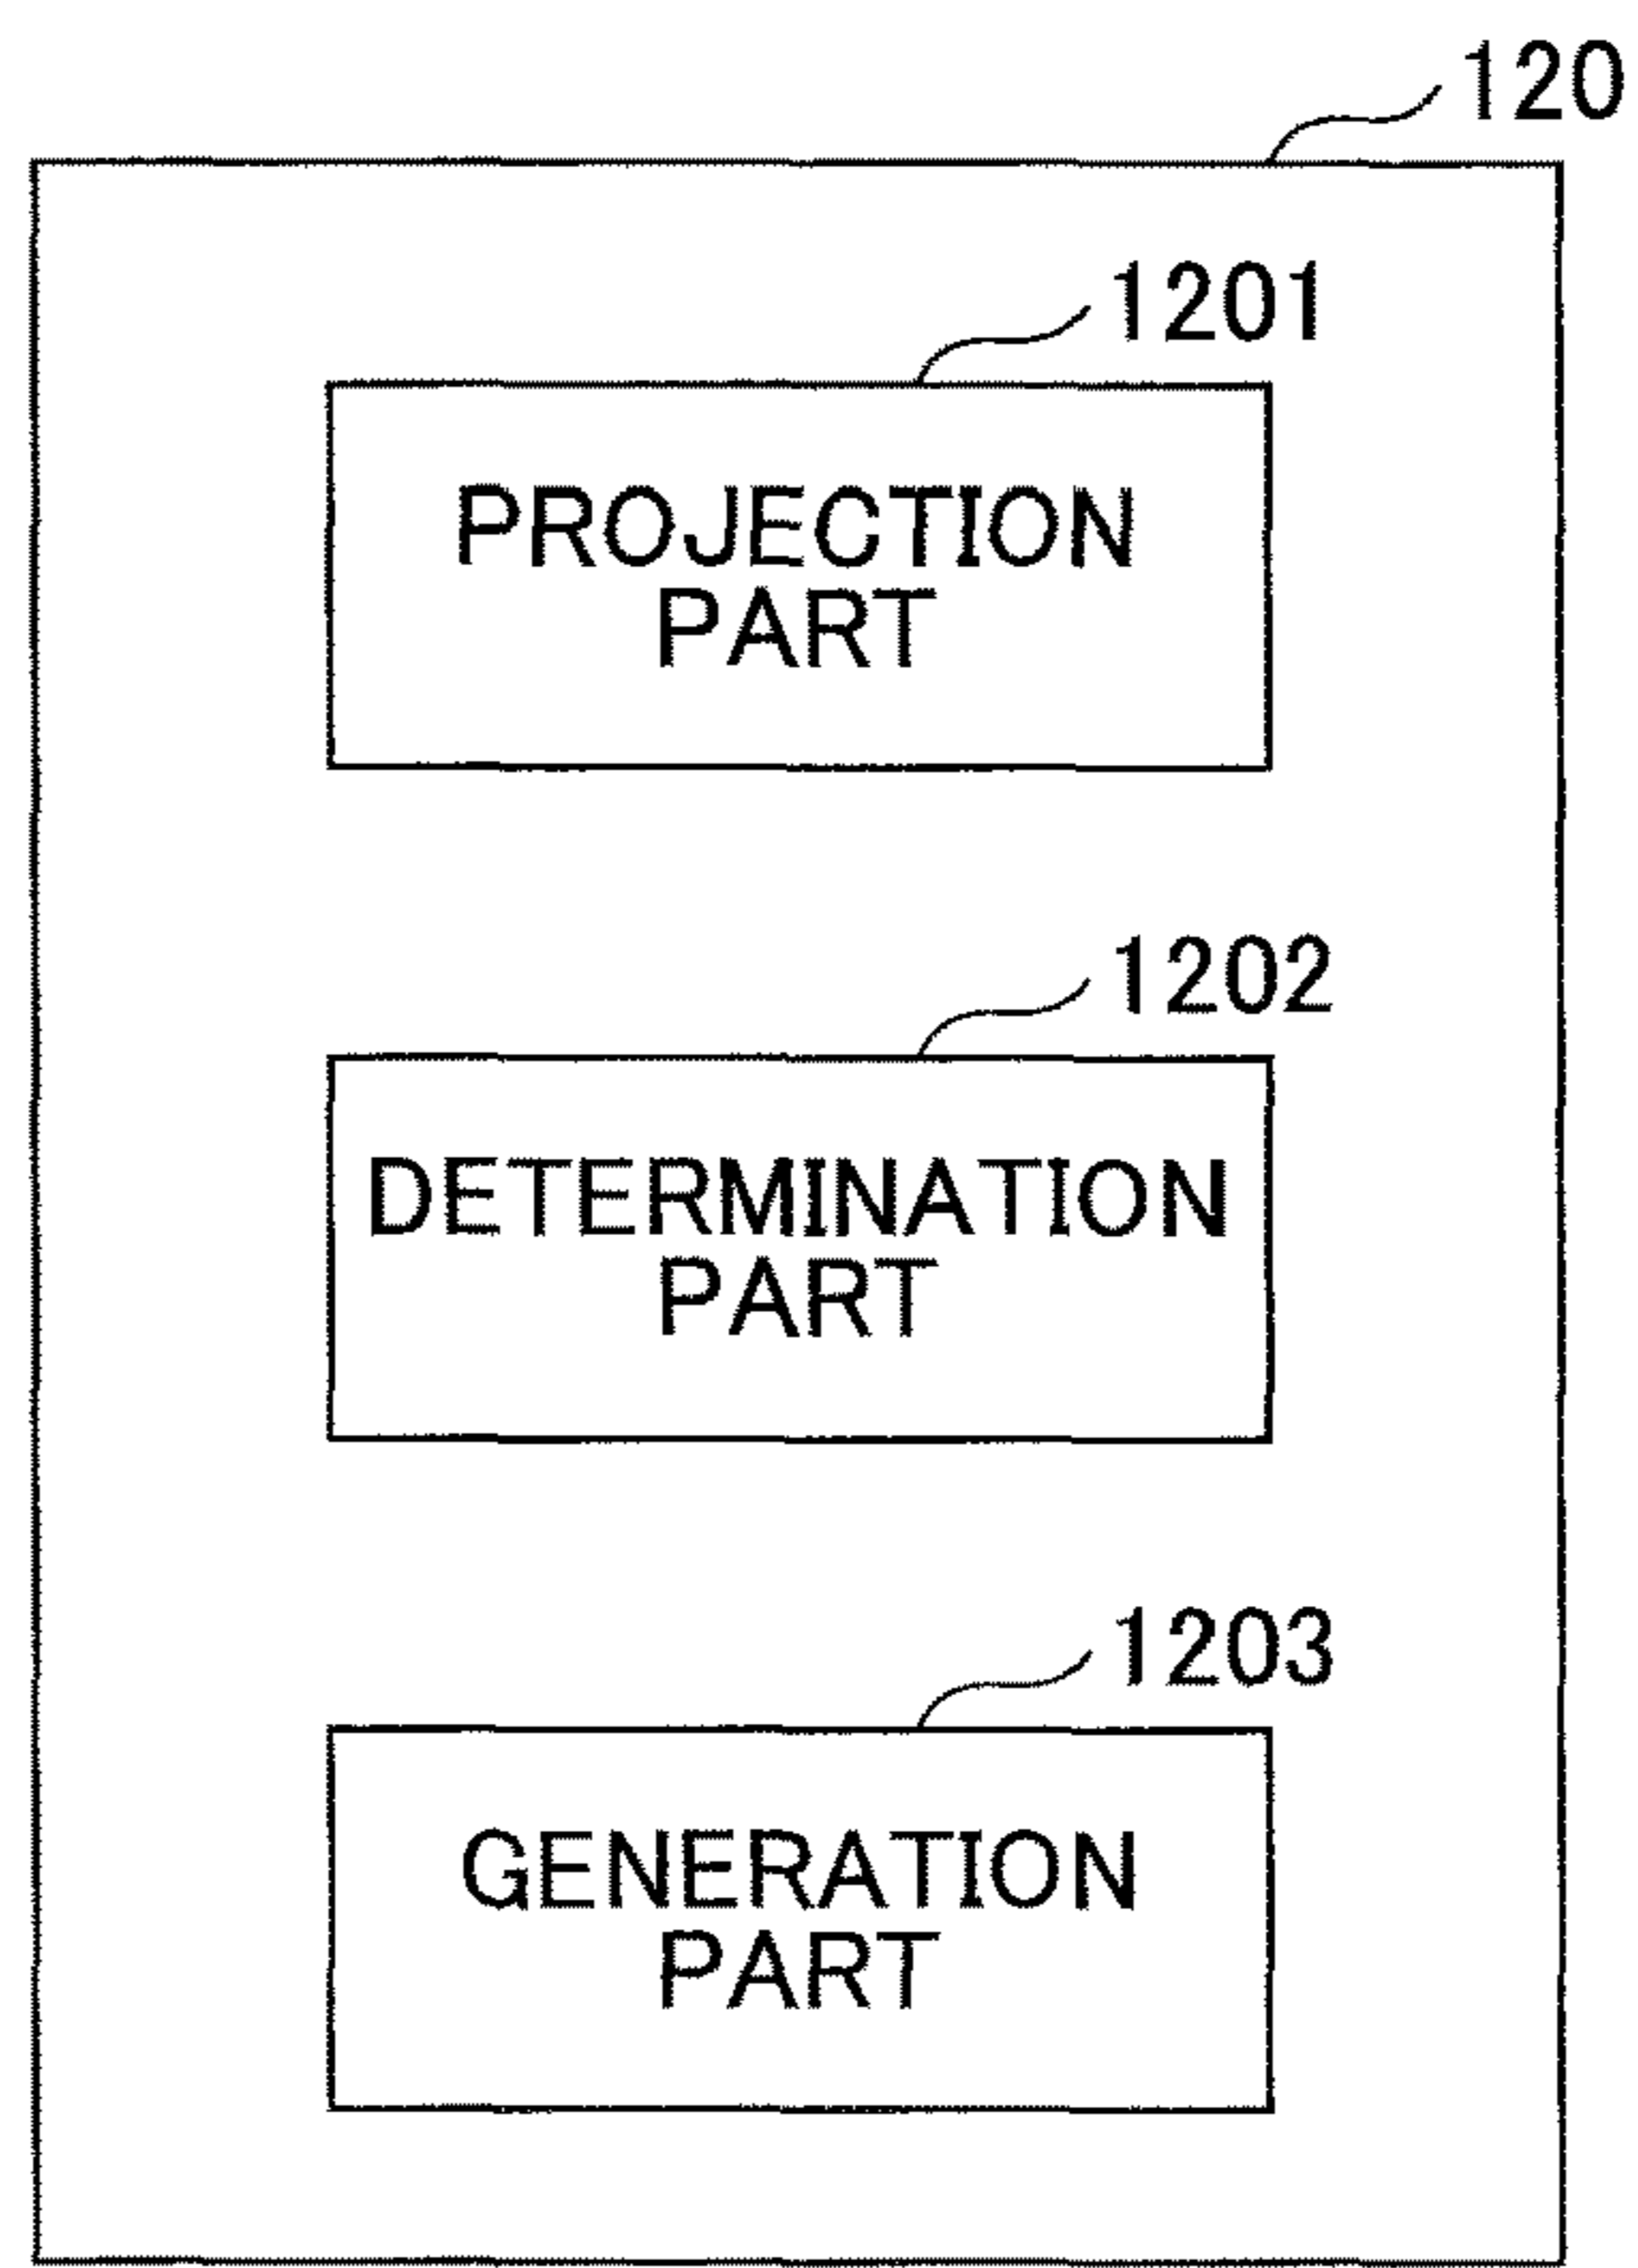 120
1201
PROJECTION
PART
1202
DETERMINATION
PART
1203
GENERATION
PART